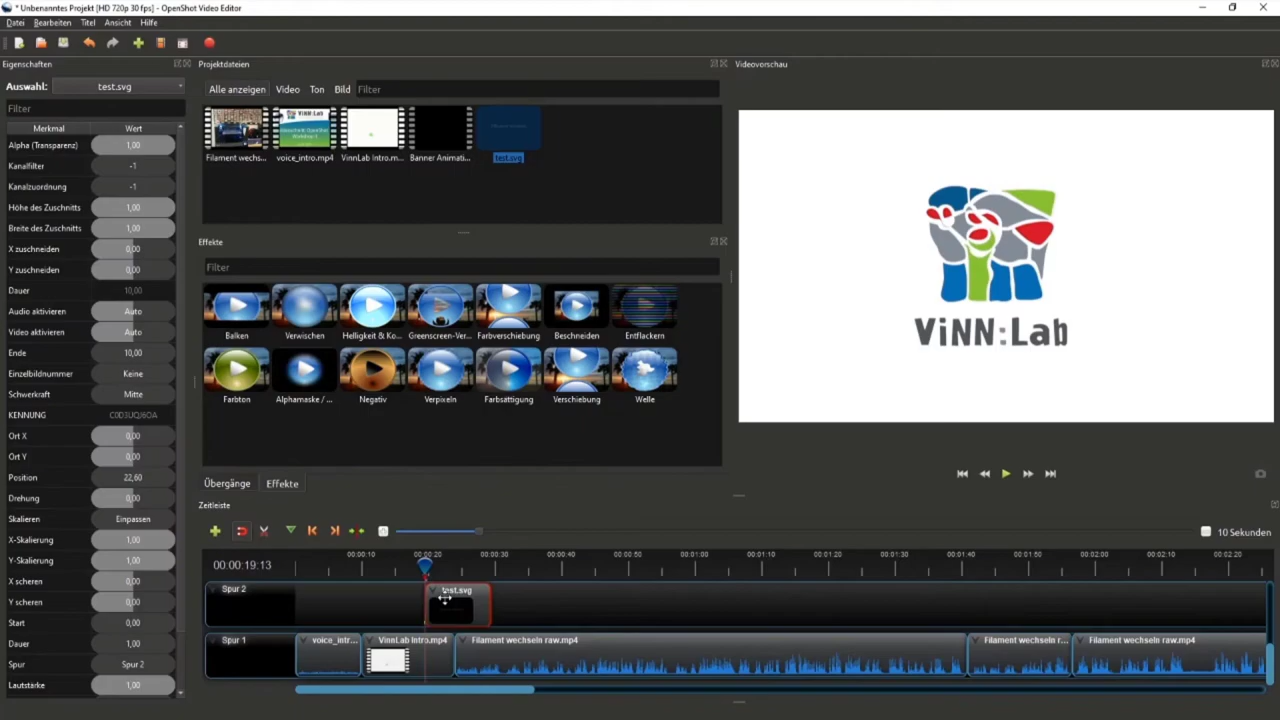 * Unbenanntes Projekt [HD 720p 30 fps] - OpenShot Video Editor
Datei Bearbeiten Titel Ansicht Hilfe
Eigenschaften
Auswahl: test.svg
Filter
Merkmal Wert
Alpha (Transparenz) 1,00
Kanalfilter -1
Kanalzuordnung -1
Höhe des Zuschnitts 1,00
Breite des Zuschnitts 1,00
X zuschneiden 0,00
Y zuschneiden 0,00
Dauer 10,00
Audio aktivieren Auto
Video aktivieren Auto
Ende 10,00
Einzelbildnummer Keine
Schwerkraft Mitte
KENNUNG C0D3UQJ6OA
Ort X 0,00
Ort Y 0,00
Position 22,60
Drehung 0,00
Skalieren Einpassen
X-Skalierung 1,00
Y-Skalierung 1,00
X scheren 0,00
Y scheren 0,00
Start 0,00
Dauer 1,00
Spur Spur 2
Lautstärke 1,00
Projektdateien
Alle anzeigen Video Ton Bild Filter
Filament wechs... voice_intro.mp4 VinnLab Intro.m... Banner Animati... test.svg
Effekte
Filter
Balken Verwischen Helligkeit & Ko... Greenscreen-Ver... Farbverschiebung Beschneiden Entflackern
Farbton Alphamaske / ... Negativ Verpixeln Farbsättigung Verschiebung Welle
Übergänge Effekte
Videovorschau
ViNN:Lab
Zeitleiste
10 Sekunden
00:00:19:13
00:00:10 00:00:20 00:00:30 00:00:40 00:00:50 00:01:00 00:01:10 00:01:20 00:01:30 00:01:40 00:01:50 00:02:00 00:02:10 00:02:20
Spur 2 test.svg
Spur 1 voice_intr... VinnLab Intro.mp4 Filament wechseln raw.mp4 Filament wechseln r... Filament wechseln raw.mp4